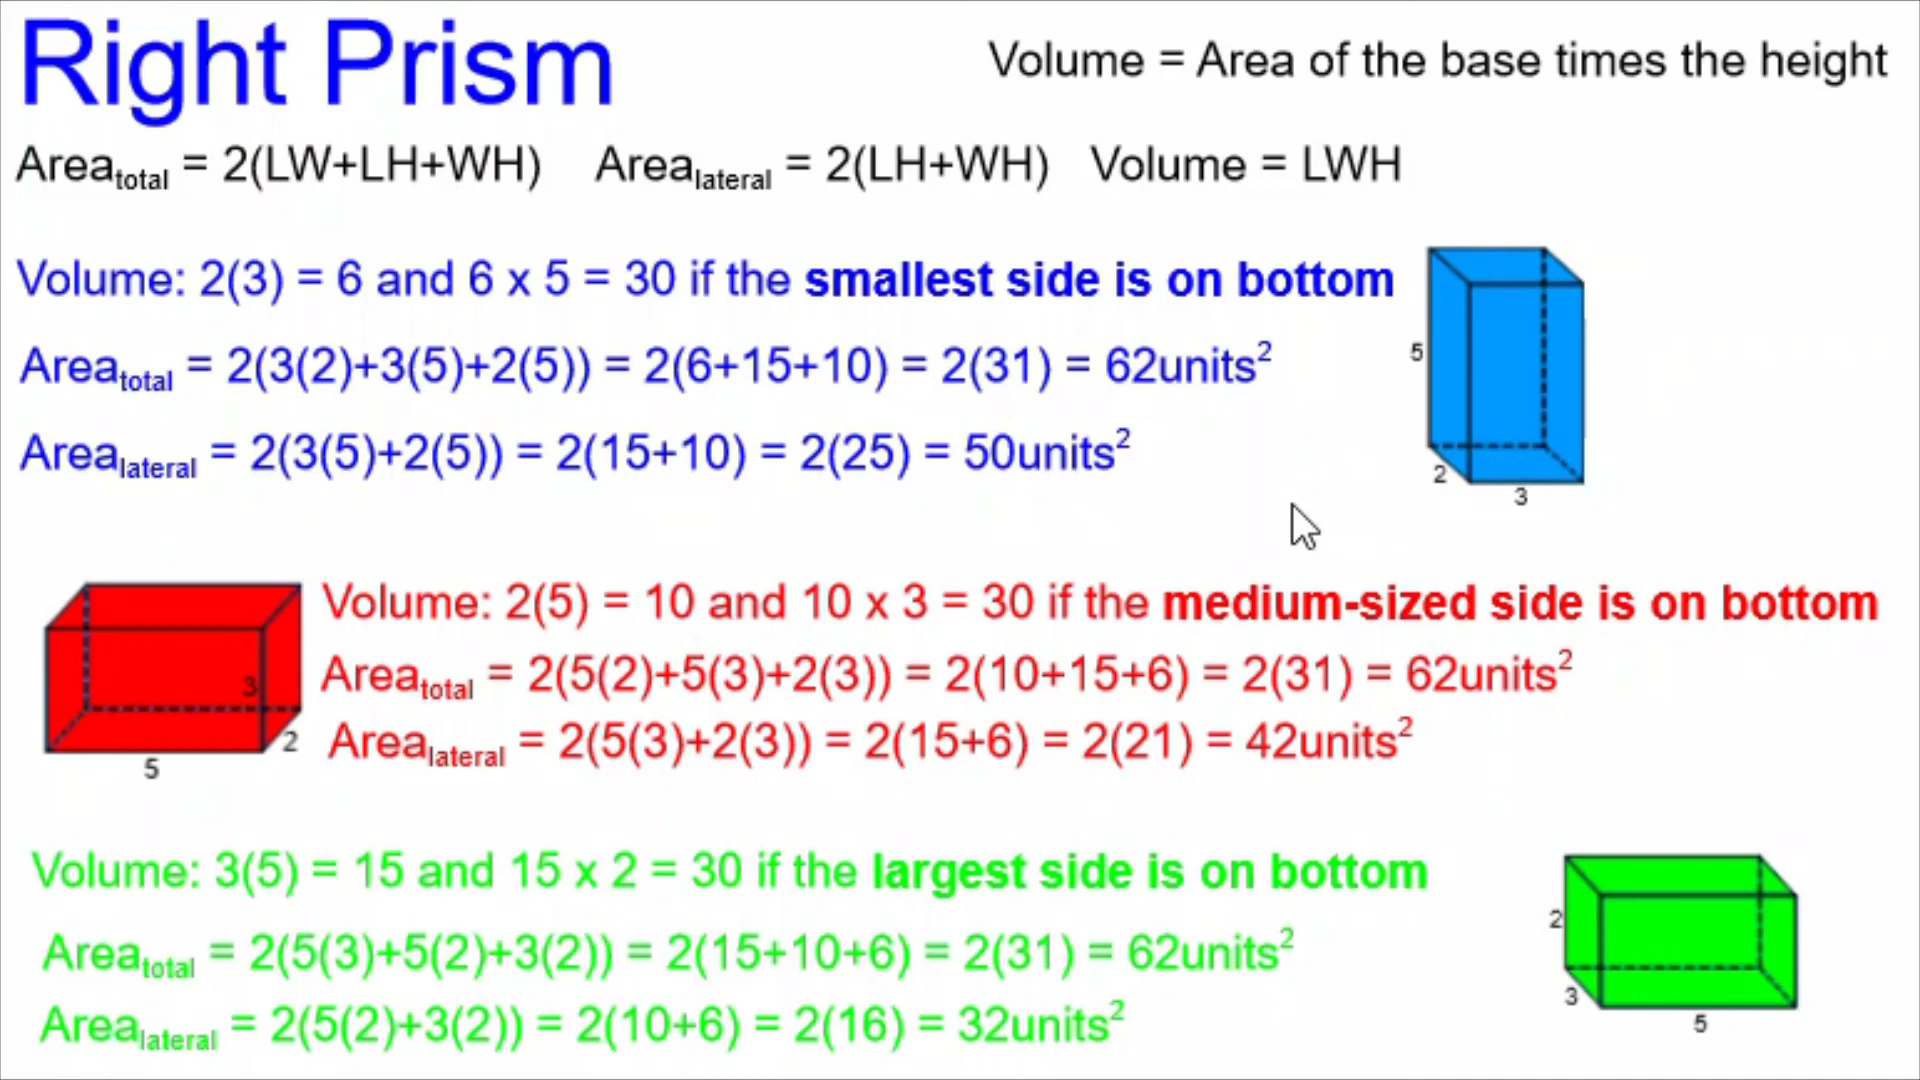 Right Prism
Volume = Area of the base times the height
Areatotal = 2(LW+LH+WH) Arealateral = 2(LH+WH) Volume = LWH
Volume: 2(3) = 6 and 6 x 5 = 30 if the smallest side is on bottom
Areatotal = 2(3(2)+3(5)+2(5)) = 2(6+15+10) = 2(31) = 62units²
Arealateral = 2(3(5)+2(5)) = 2(15+10) = 2(25) = 50units²
5
2
3
Volume: 2(5) = 10 and 10 x 3 = 30 if the medium-sized side is on bottom
Areatotal = 2(5(2)+5(3)+2(3)) = 2(10+15+6) = 2(31) = 62units²
Arealateral = 2(5(3)+2(3)) = 2(15+6) = 2(21) = 42units²
3
2
5
Volume: 3(5) = 15 and 15 x 2 = 30 if the largest side is on bottom
Areatotal = 2(5(3)+5(2)+3(2)) = 2(15+10+6) = 2(31) = 62units²
Arealateral = 2(5(2)+3(2)) = 2(10+6) = 2(16) = 32units²
2
3
5